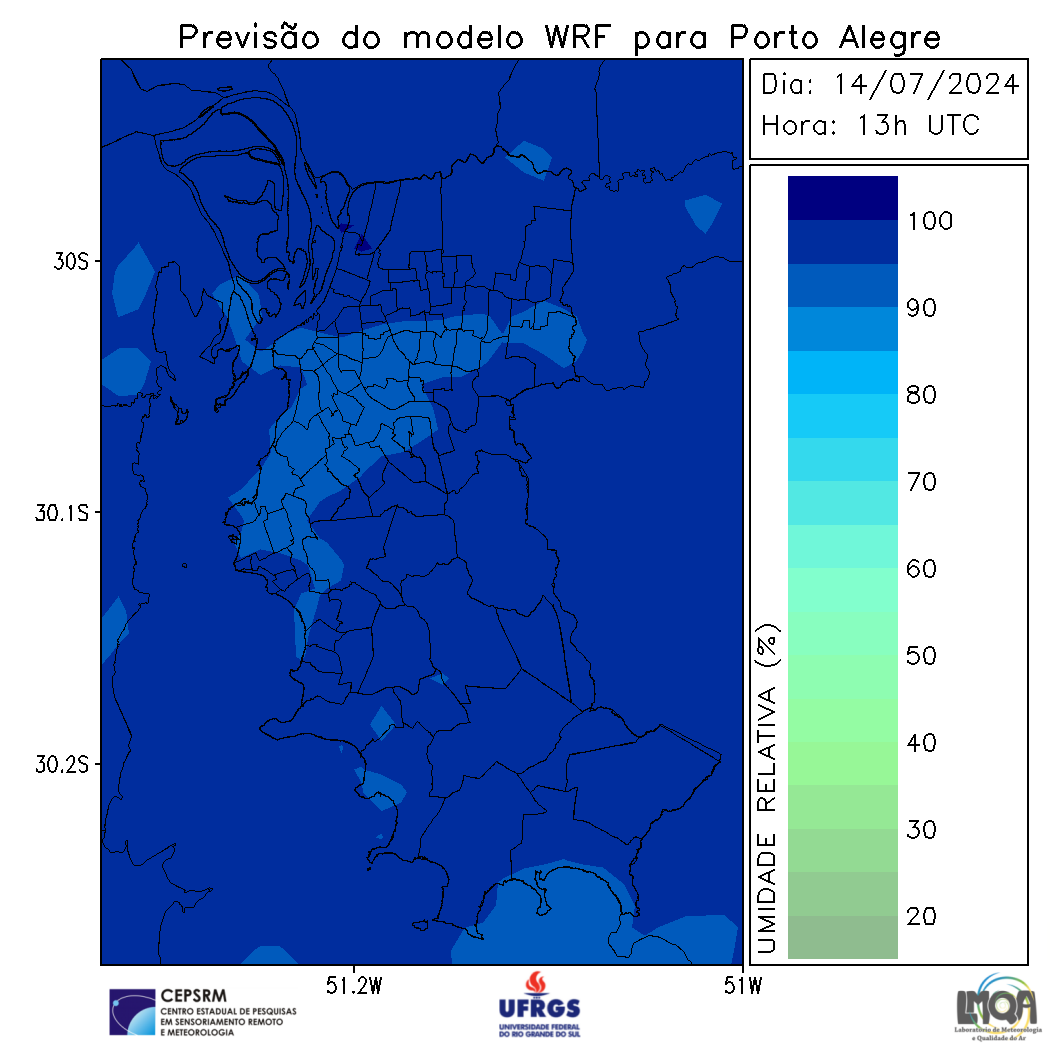 Previsão do modelo WRF para Porto Alegre
Dia: 14/07/2024
Hora: 13h UTC
100
90
80
70
60
50
40
30
20
UMIDADE RELATIVA (%)
30S
30.1S
30.2S
51.2W
51W
CEPSRM
CENTRO ESTADUAL DE PESQUISAS
EM SENSORIAMENTO REMOTO
E METEOROLOGIA
UFRGS
UNIVERSIDADE FEDERAL
DO RIO GRANDE DO SUL
LMQA
Laboratório de Meteorologia
e Qualidade do Ar